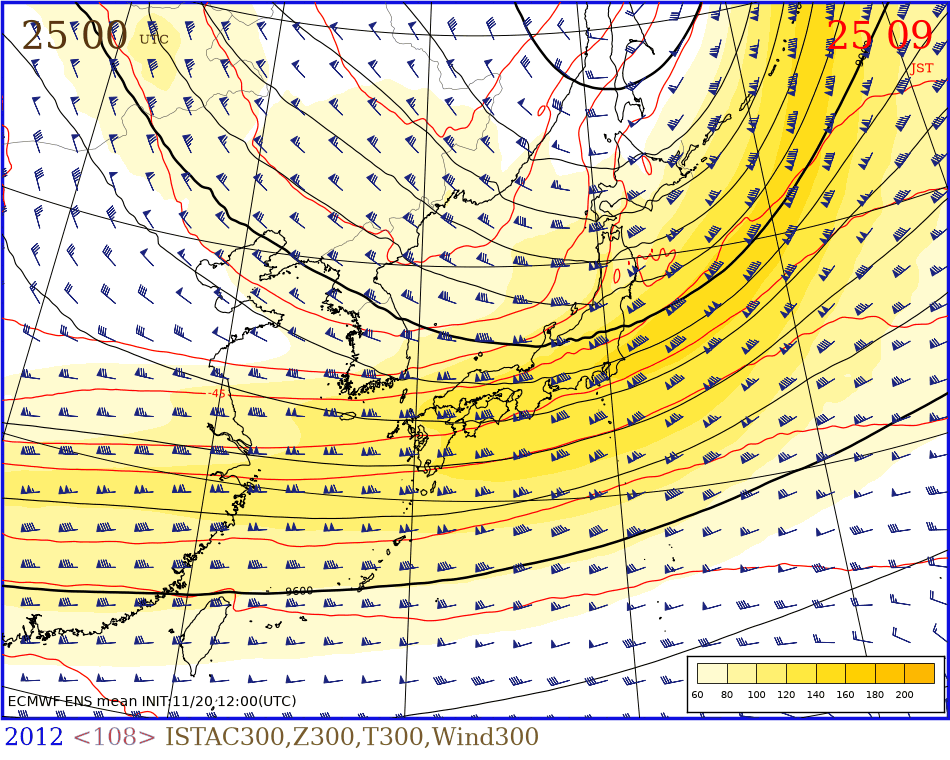 25 00 UTC
25 09
JST
-45
9600
ECMWF ENS mean INIT:11/20 12:00(UTC)
60 80 100 120 140 160 180 200
2012 <108> ISTAC300,Z300,T300,Wind300